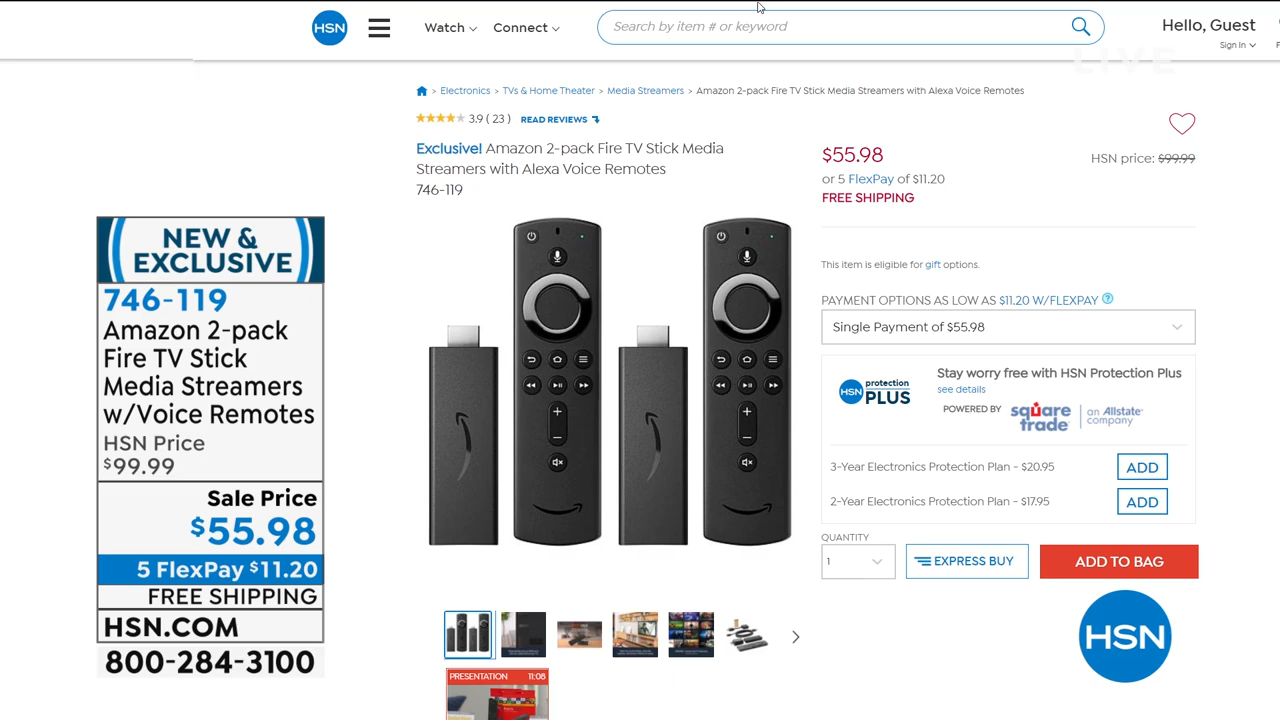 HSN
Watch
Connect
Search by item # or keyword
Hello, Guest
Sign In
LIVE
Electronics > TVs & Home Theater > Media Streamers > Amazon 2-pack Fire TV Stick Media Streamers with Alexa Voice Remotes
3.9 ( 23 ) READ REVIEWS
Exclusive! Amazon 2-pack Fire TV Stick Media
Streamers with Alexa Voice Remotes
746-119
$55.98
HSN price: $99.99
or 5 FlexPay of $11.20
FREE SHIPPING
This item is eligible for gift options.
PAYMENT OPTIONS AS LOW AS $11.20 W/FLEXPAY ?
Single Payment of $55.98
HSN protection PLUS
Stay worry free with HSN Protection Plus
see details
POWERED BY
square trade
an Allstate company
3-Year Electronics Protection Plan - $20.95
ADD
2-Year Electronics Protection Plan - $17.95
ADD
QUANTITY
1
EXPRESS BUY
ADD TO BAG
HSN
NEW &
EXCLUSIVE
746-119
Amazon 2-pack
Fire TV Stick
Media Streamers
w/Voice Remotes
HSN Price
$99.99
Sale Price
$55.98
5 FlexPay $11.20
FREE SHIPPING
HSN.COM
800-284-3100
PRESENTATION 11:08